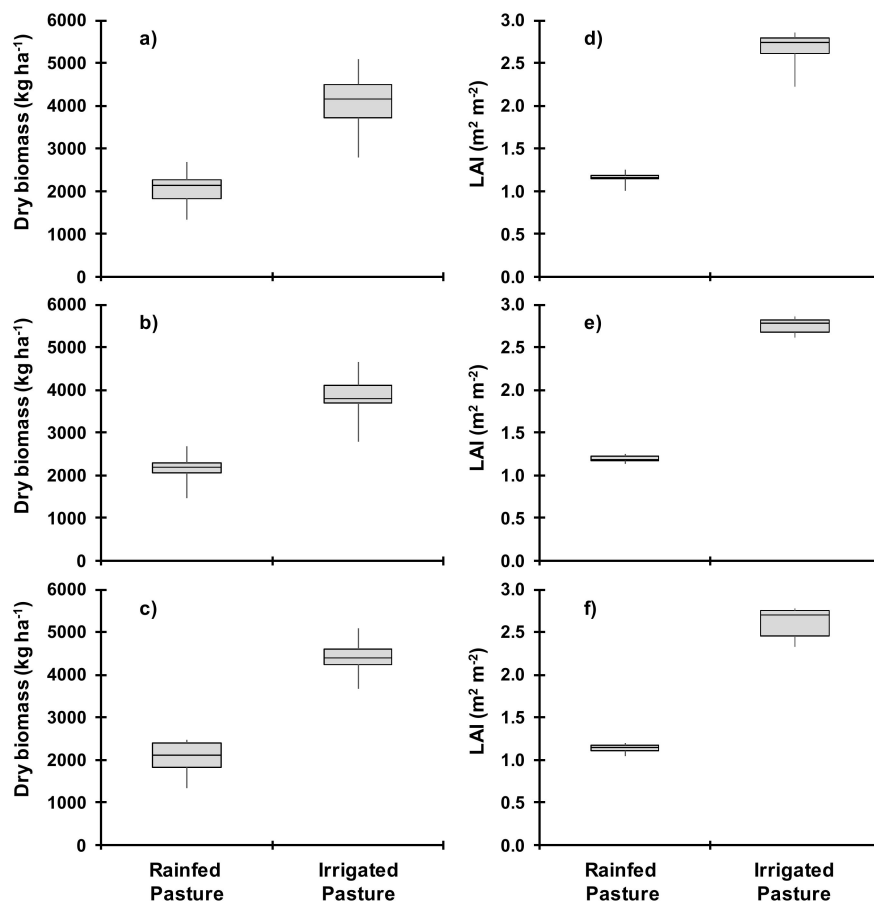 a)
Dry biomass (kg ha⁻¹)
6000
5000
4000
3000
2000
1000
0
d)
LAI (m² m⁻²)
3.0
2.5
2.0
1.5
1.0
0.5
0.0
b)
Dry biomass (kg ha⁻¹)
6000
5000
4000
3000
2000
1000
0
e)
LAI (m² m⁻²)
3.0
2.5
2.0
1.5
1.0
0.5
0.0
c)
Dry biomass (kg ha⁻¹)
6000
5000
4000
3000
2000
1000
0
Rainfed
Pasture
Irrigated
Pasture
f)
LAI (m² m⁻²)
3.0
2.5
2.0
1.5
1.0
0.5
0.0
Rainfed
Pasture
Irrigated
Pasture